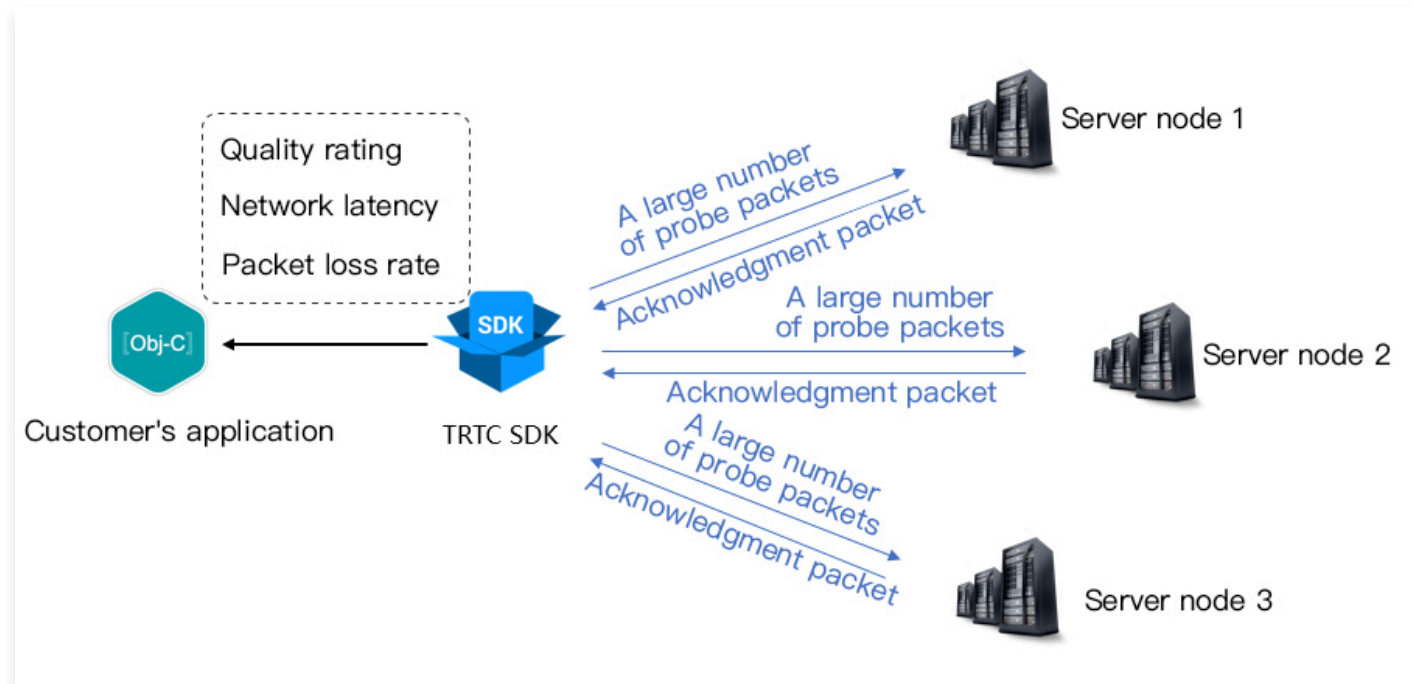 Quality rating
Network latency
Packet loss rate
[Obj-C]
Customer's application
SDK
TRTC SDK
A large number
of probe packets
Acknowledgment packet
Server node 1
A large number
of probe packets
Acknowledgment packet
Server node 2
A large number
of probe packets
Acknowledgment packet
Server node 3